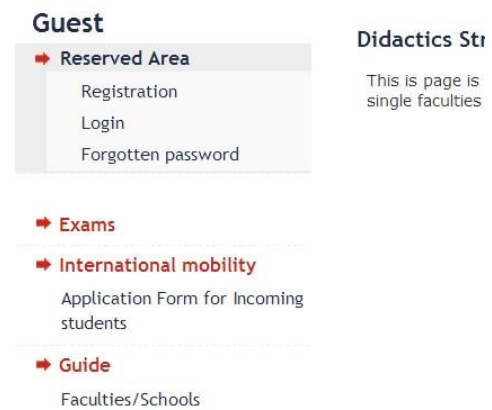 Guest
Reserved Area
Registration
Login
Forgotten password
Exams
International mobility
Application Form for Incoming
students
Guide
Faculties/Schools
Didactics
This is page is
single faculties